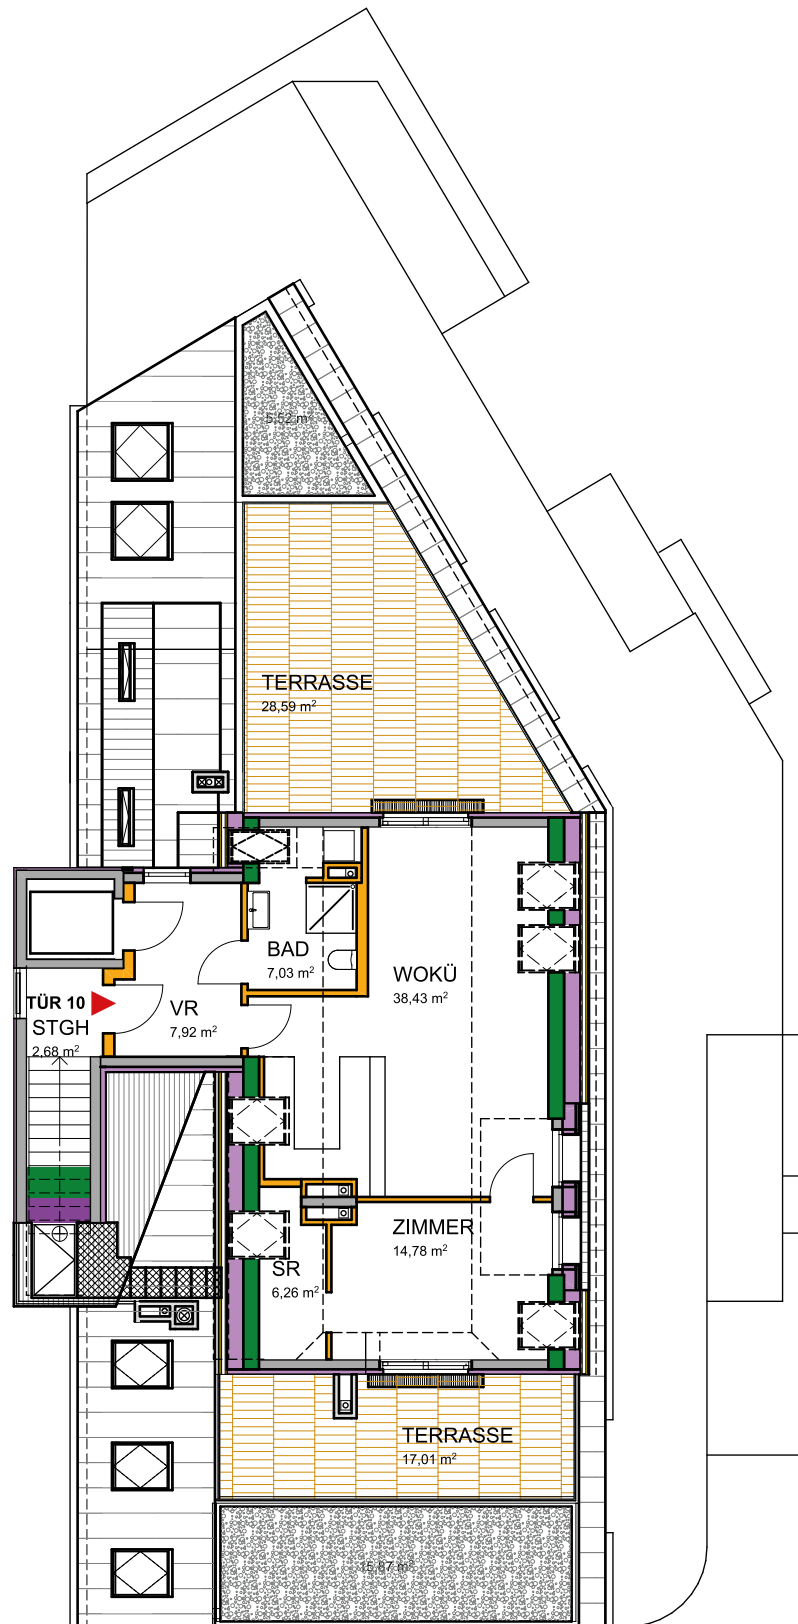 5,52 m²
TERRASSE
28,59 m²
BAD
7,03 m²
WOKÜ
38,43 m²
TÜR 10
STGH
2,68 m²
VR
7,92 m²
ZIMMER
14,78 m²
SR
6,26 m²
TERRASSE
17,01 m²
15,87 m²